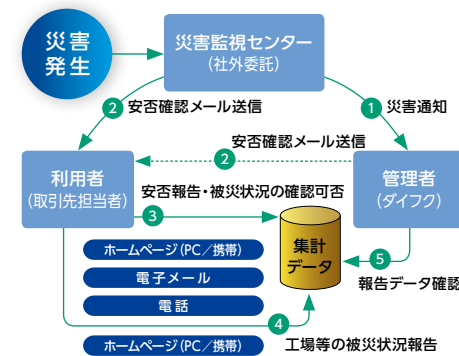 災害
発生
災害監視センター
(社外委託)
2 安否確認メール送信
1 災害通知
安否確認メール送信
2
利用者
(取引先担当者)
管理者
(ダイフク)
安否報告・被災状況の確認可否
3
集計
データ
ホームページ(PC/携帯)
電子メール
電話
5
報告データ確認
4
ホームページ(PC/携帯)
工場等の被災状況報告